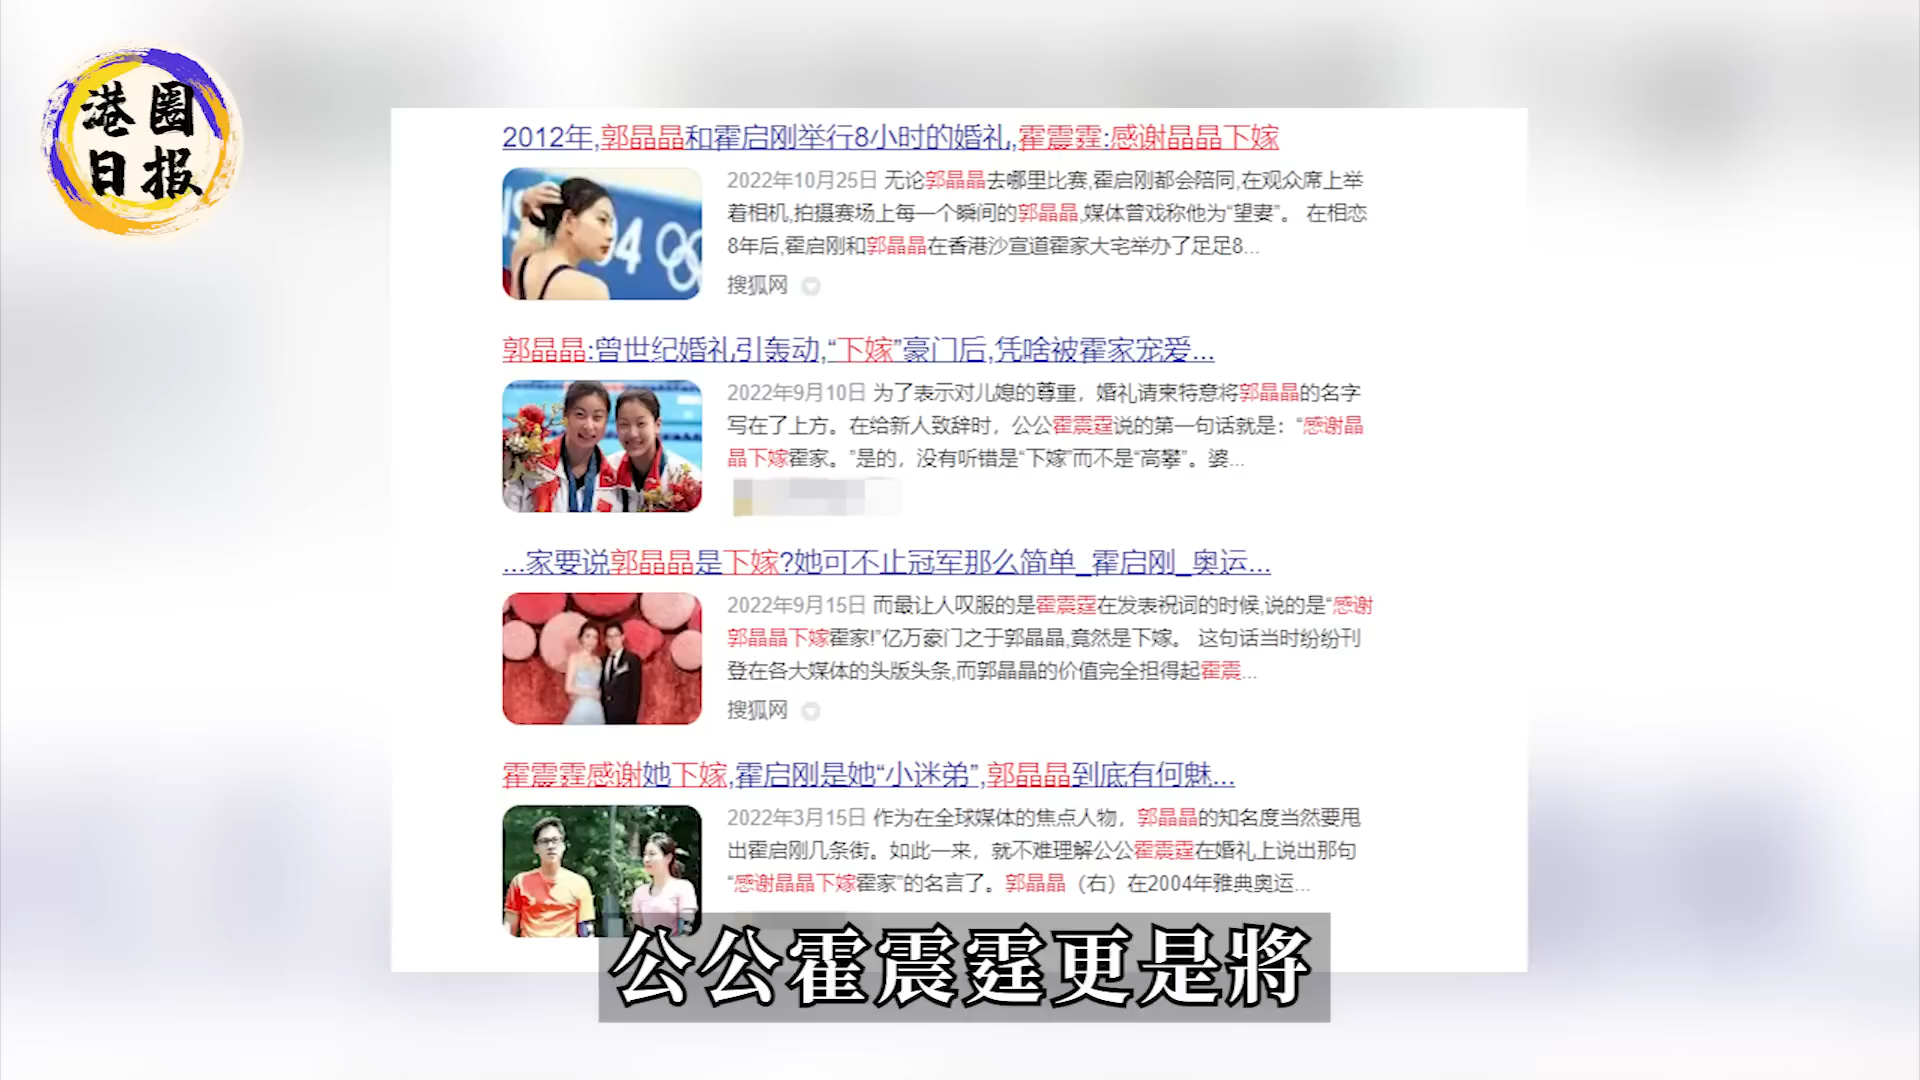 港圈
日报
2012年,郭晶晶和霍启刚举行8小时的婚礼,霍震霆:感谢晶晶下嫁
2022年10月25日 无论郭晶晶去哪里比赛,霍启刚都会陪同,在观众席上举
着相机,拍摄赛场上每一个瞬间的郭晶晶,媒体曾戏称他为“望妻”。 在相恋
8年后,霍启刚和郭晶晶在香港沙宣道霍家大宅举办了足足8...
搜狐网
郭晶晶:曾世纪婚礼引轰动,“下嫁”豪门后,凭啥被霍家宠爱...
2022年9月10日 为了表示对儿媳的尊重，婚礼请柬特意将郭晶晶的名字
写在了上方。在给新人致辞时，公公霍震霆说的第一句话就是：“感谢晶
晶下嫁霍家。”是的，没有听错是“下嫁”而不是“高攀”。婆...
...家要说郭晶晶是下嫁?她可不止冠军那么简单_霍启刚_奥运...
2022年9月15日 而最让人叹服的是霍震霆在发表祝词的时候,说的是“感谢
郭晶晶下嫁霍家!”亿万豪门之于郭晶晶,竟然是下嫁。 这句话当时纷纷刊
登在各大媒体的头版头条,而郭晶晶的价值完全担得起霍震...
搜狐网
霍震霆感谢她下嫁,霍启刚是她“小迷弟”,郭晶晶到底有何魅...
2022年3月15日 作为在全球媒体的焦点人物，郭晶晶的知名度当然要甩
出霍启刚几条街。如此一来，就不难理解公公霍震霆在婚礼上说出那句
“感谢晶晶下嫁霍家”的名言了。郭晶晶（右）在2004年雅典奥运...
公公霍震霆更是將